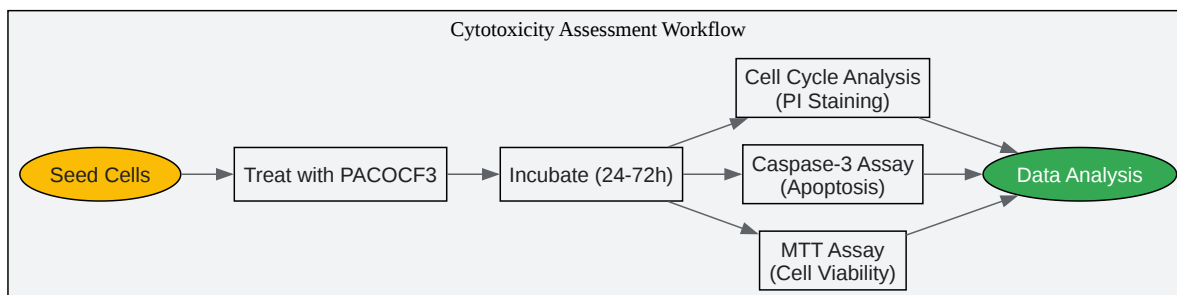 Cytotoxicity Assessment Workflow
Seed Cells
Treat with PACOCF3
Incubate (24-72h)
Cell Cycle Analysis
(PI Staining)
Caspase-3 Assay
(Apoptosis)
MTT Assay
(Cell Viability)
Data Analysis